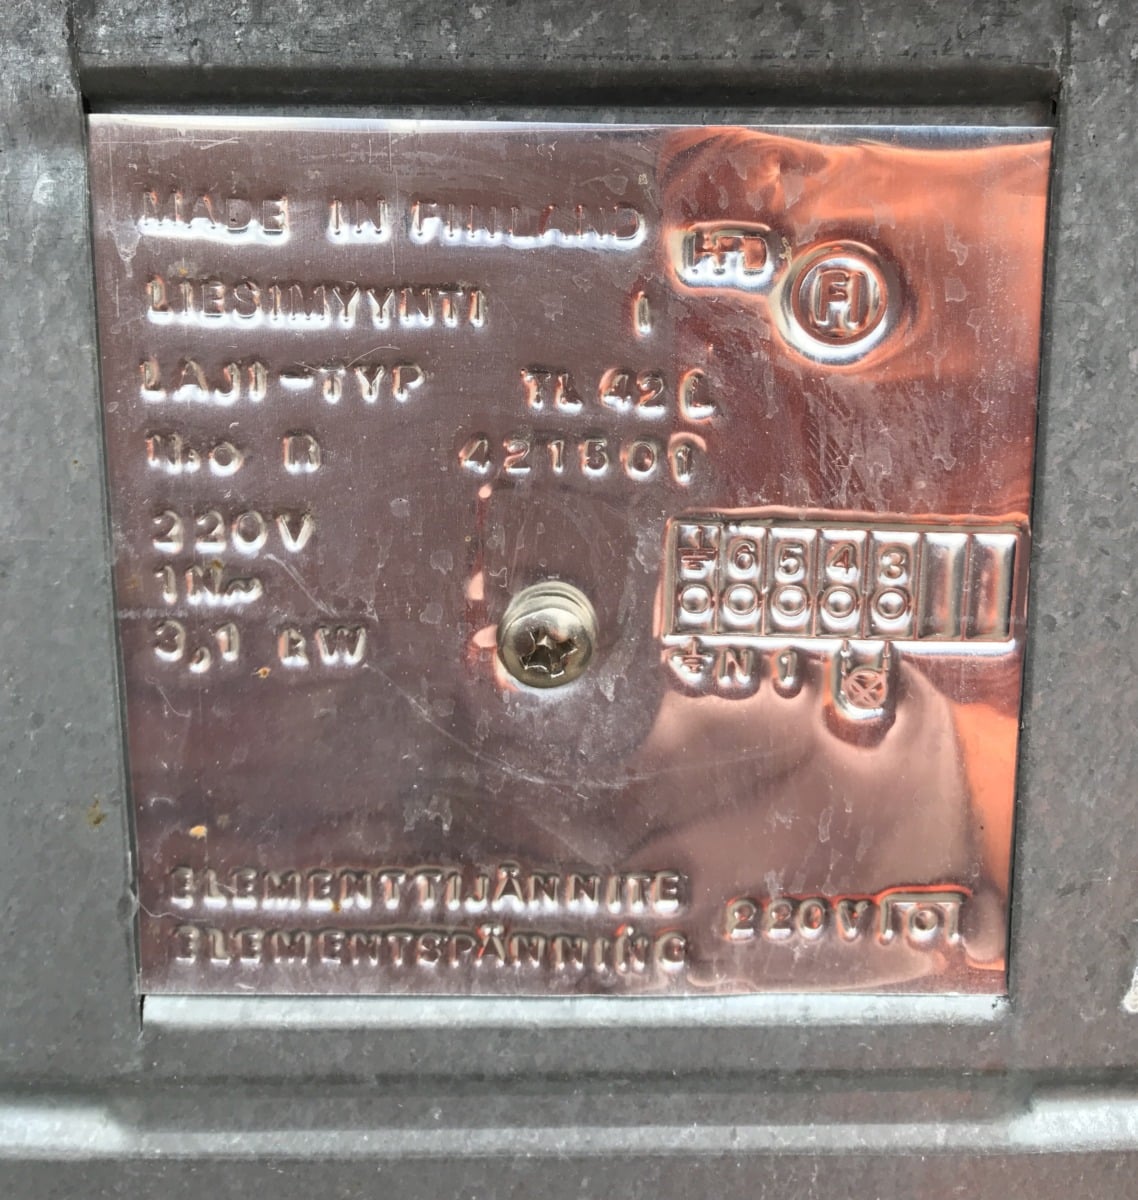 MADE IN FINLAND
FI
LIESIMYYNTI I
LAJI-TYP TL 42 L
N:o R 421501
220V
1N~
3,1 kW
6 5 4 3
N 1
ELEMENTTIJÄNNITE
ELEMENTSPÄNNING
220V